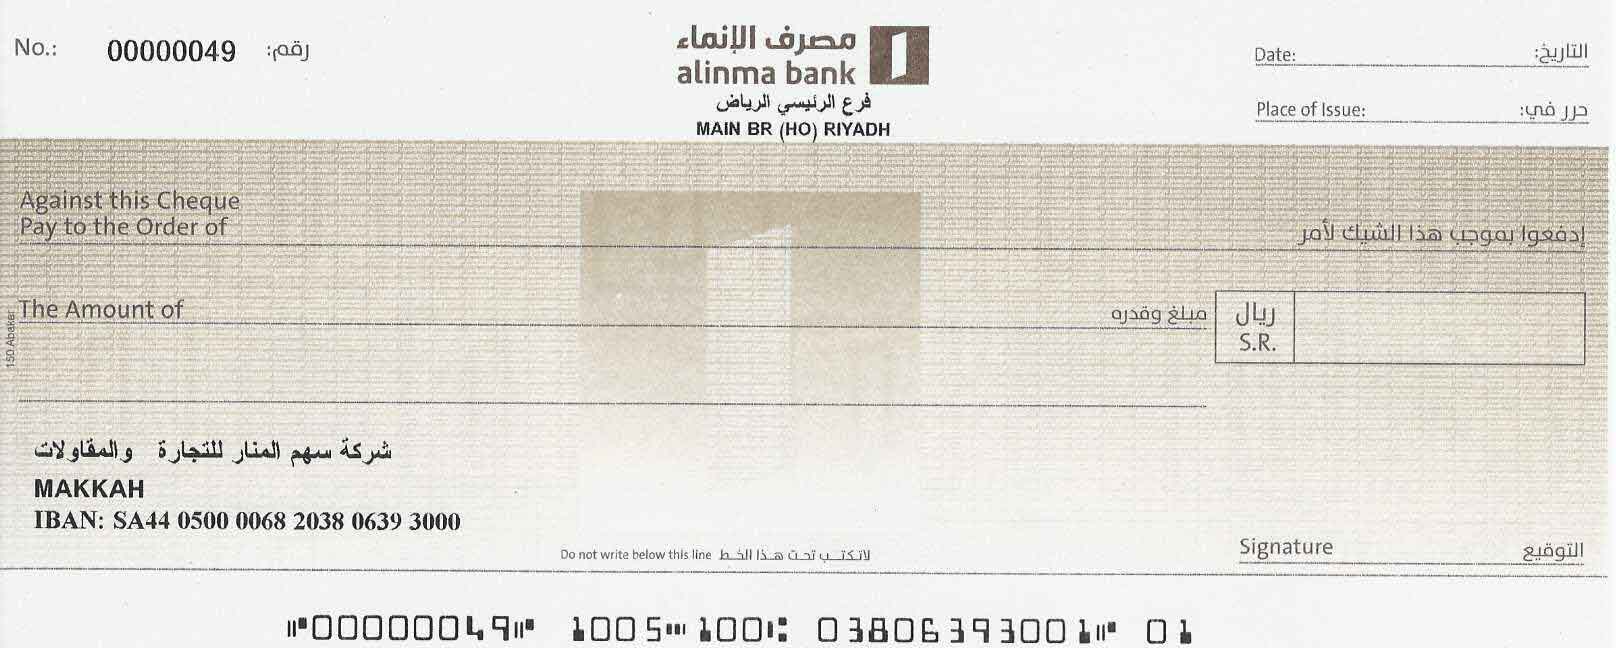 No.: 00000049 رقم:
مصرف الإنماء
alinma bank
فرع الرئيسي الرياض
MAIN BR (HO) RIYADH
Date: التاريخ:
Place of Issue: حرر في:
Against this Cheque
Pay to the Order of إدفعوا بموجب هذا الشيك لأمر
The Amount of مبلغ وقدره
ريال
S.R.
150 Abaker
شركة سهم المنار للتجارة والمقاولات
MAKKAH
IBAN: SA44 0500 0068 2038 0639 3000
Do not write below this line لاتكتب تحت هذا الخط
Signature التوقيع
⑈00000049⑈ 1005⑉100⑆ 03806393001⑈ 01